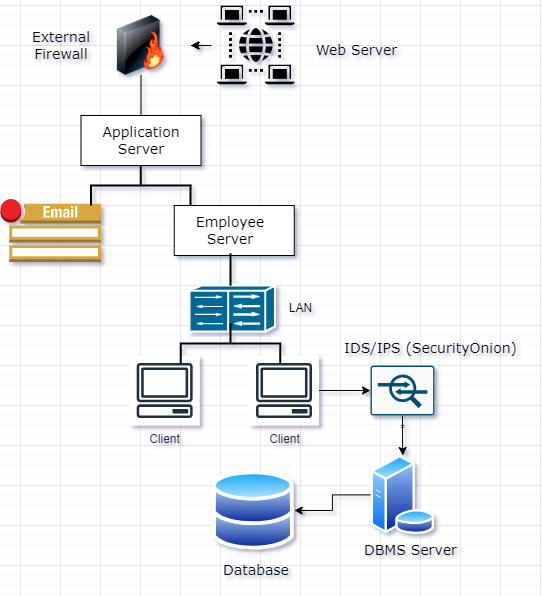 External
Firewall
Web Server
Application
Server
Email
Employee
Server
LAN
IDS/IPS (SecurityOnion)
Client
Client
DBMS Server
Database